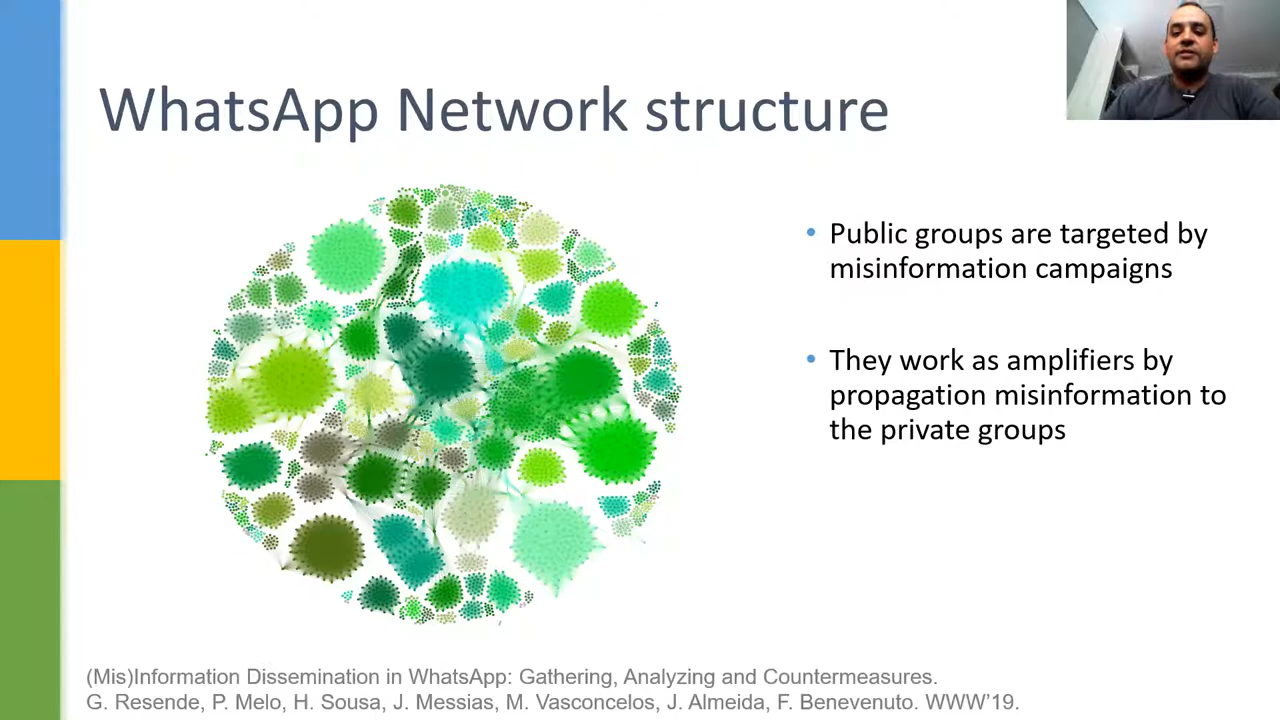 WhatsApp Network structure
• Public groups are targeted by
misinformation campaigns
• They work as amplifiers by
propagation misinformation to
the private groups
(Mis)Information Dissemination in WhatsApp: Gathering, Analyzing and Countermeasures.
G. Resende, P. Melo, H. Sousa, J. Messias, M. Vasconcelos, J. Almeida, F. Benevenuto. WWW’19.